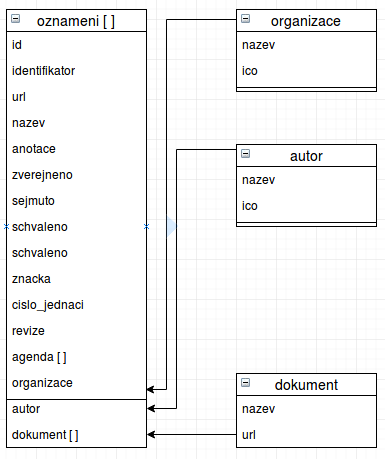 oznameni [ ]
id
identifikator
url
nazev
anotace
zverejneno
sejmuto
schvaleno
schvaleno
znacka
cislo_jednaci
revize
agenda [ ]
organizace
autor
dokument [ ]
organizace
nazev
ico
autor
nazev
ico
dokument
nazev
url